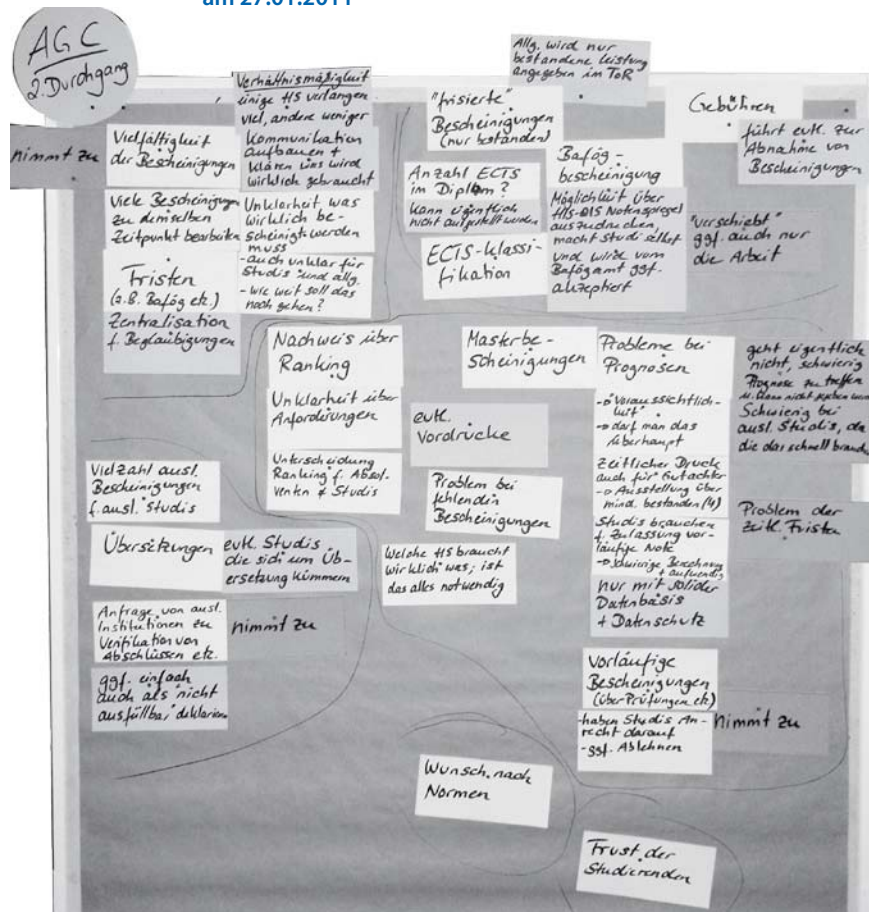 am 27.01.2011
AGC
2. Durchgang
nimmt zu
Vielfältigkeit
der Bescheinigungen
Viele Bescheinigungen
zu demselben
Zeitpunkt bearbeiten
Fristen
(z.B. Bafög etc.)
Zentralisation
f. Beglaubigungen
Verhältnismäßigkeit
einige HS verlangen
viel, andere weniger
Kommunikation
aufbauen +
klären was wird
wirklich gebraucht
Unklarheit was
wirklich be-
scheinigt werden
muss
- auch unklar für
Studis und allg.
- wie weit soll das
noch gehen?
"frisierte"
Bescheinigungen
(nur bestanden)
Allg. wird nur
bestandene Leistung
angegeben im ToR
Anzahl ECTS
im Diplom?
kann eigentlich
nicht ausgestellt werden
ECTS-Klassi-
fikation
Bafög-
bescheinigung
Möglichkeit über
HIS-QIS Notenspiegel
auszudrucken,
macht Studi selbst
und wird vom
Bafögamt ggf.
akzeptiert
Gebühren
führt evtl. zur
Abnahme von
Bescheinigungen
"verschiebt"
ggf. auch nur
die Arbeit
Nachweis über
Ranking
Unklarheit über
Anforderungen
Unterscheidung
Ranking f. Absol-
venten + Studis
Masterbe-
scheinigungen
evtl.
Vordrücke
Problem bei
fehlenden
Bescheinigungen
Welche HS braucht
wirklich was; ist
das alles notwendig
Probleme bei
Prognosen
- "Voraussichtlich-
keit"
-> darf man das
überhaupt
zeitlicher Druck
auch für Gutachter
-> Ausstellung über
mind. bestanden (4)
Studis brauchen
f. Zulassung vor-
läufige Note
-> schwierige Berechnung
+ aufwendig
nur mit solider
Datenbasis
+ Datenschutz
geht eigentlich
nicht, schwierig
Prognose zu treffen
kann nicht gegeben
Schwierig bei
ausl. Studis, da
die das schnell brauchen
Problem der
zeitl. Fristen
Vielzahl ausl.
Bescheinigungen
f. ausl. Studis
Übersetzungen
evtl. Studis
die sich um Üb-
ersetzung kümmern
Anfrage von ausl.
Institutionen zu
Verifikation von
Abschlüssen etc.
nimmt zu
ggf. einfach
auch als "nicht
ausfüllbar" deklarieren
Vorläufige
Bescheinigungen
(über Prüfungen etc)
- haben Studis An-
recht darauf
- ggf. Ablehnen
nimmt zu
Wunsch nach
Normen
Frust der
Studierenden